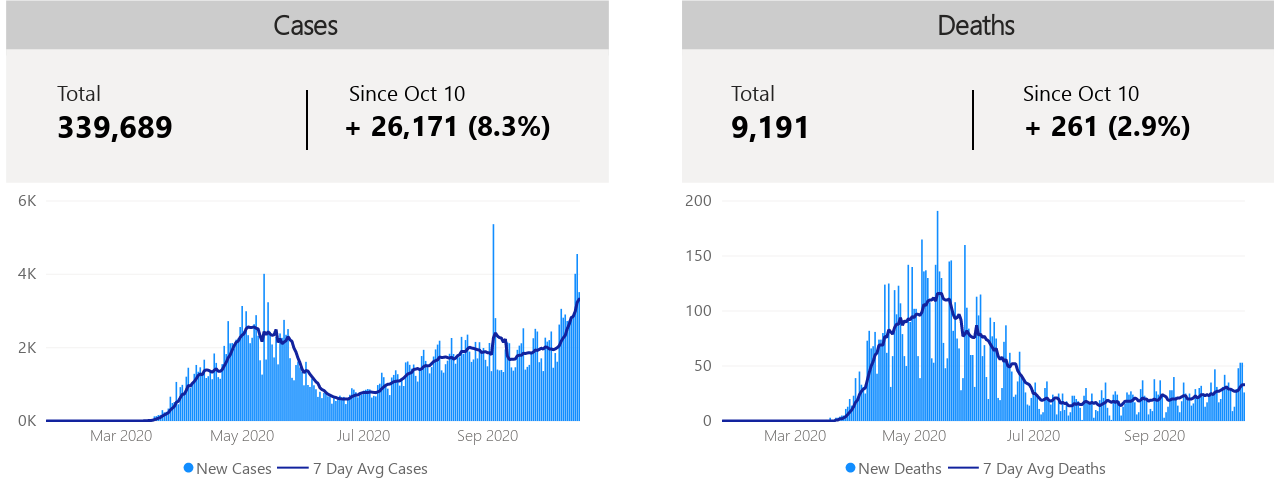 Cases
Total
339,689
Since Oct 10
+ 26,171 (8.3%)
6K
4K
2K
0K
Mar 2020 May 2020 Jul 2020 Sep 2020
New Cases 7 Day Avg Cases
Deaths
Total
9,191
Since Oct 10
+ 261 (2.9%)
200
150
100
50
0
Mar 2020 May 2020 Jul 2020 Sep 2020
New Deaths 7 Day Avg Deaths